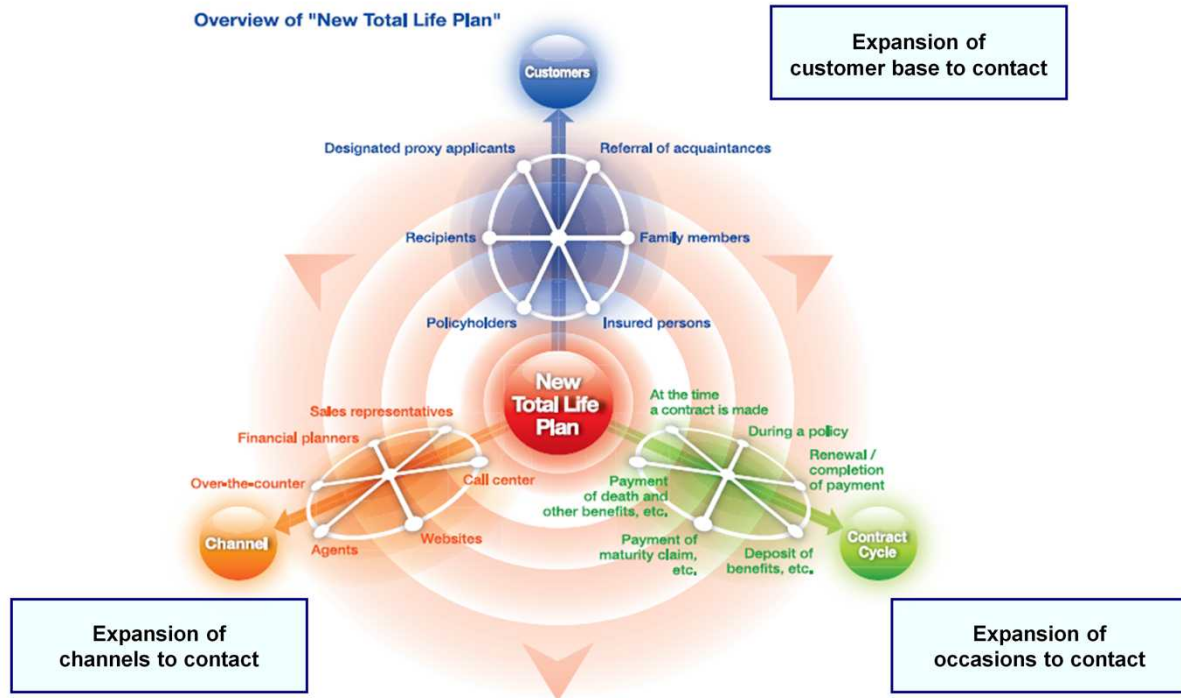 Overview of "New Total Life Plan"
Customers
Expansion of
customer base to contact
Designated proxy applicants
Referral of acquaintances
Recipients
Family members
Policyholders
Insured persons
New
Total Life
Plan
Sales representatives
Financial planners
Over-the-counter
Call center
Agents
Websites
Channel
At the time
a contract is made
During a policy
Renewal /
completion
of payment
Payment
of death and
other benefits, etc.
Payment of
maturity claim,
etc.
Deposit of
benefits, etc.
Contract
Cycle
Expansion of
channels to contact
Expansion of
occasions to contact